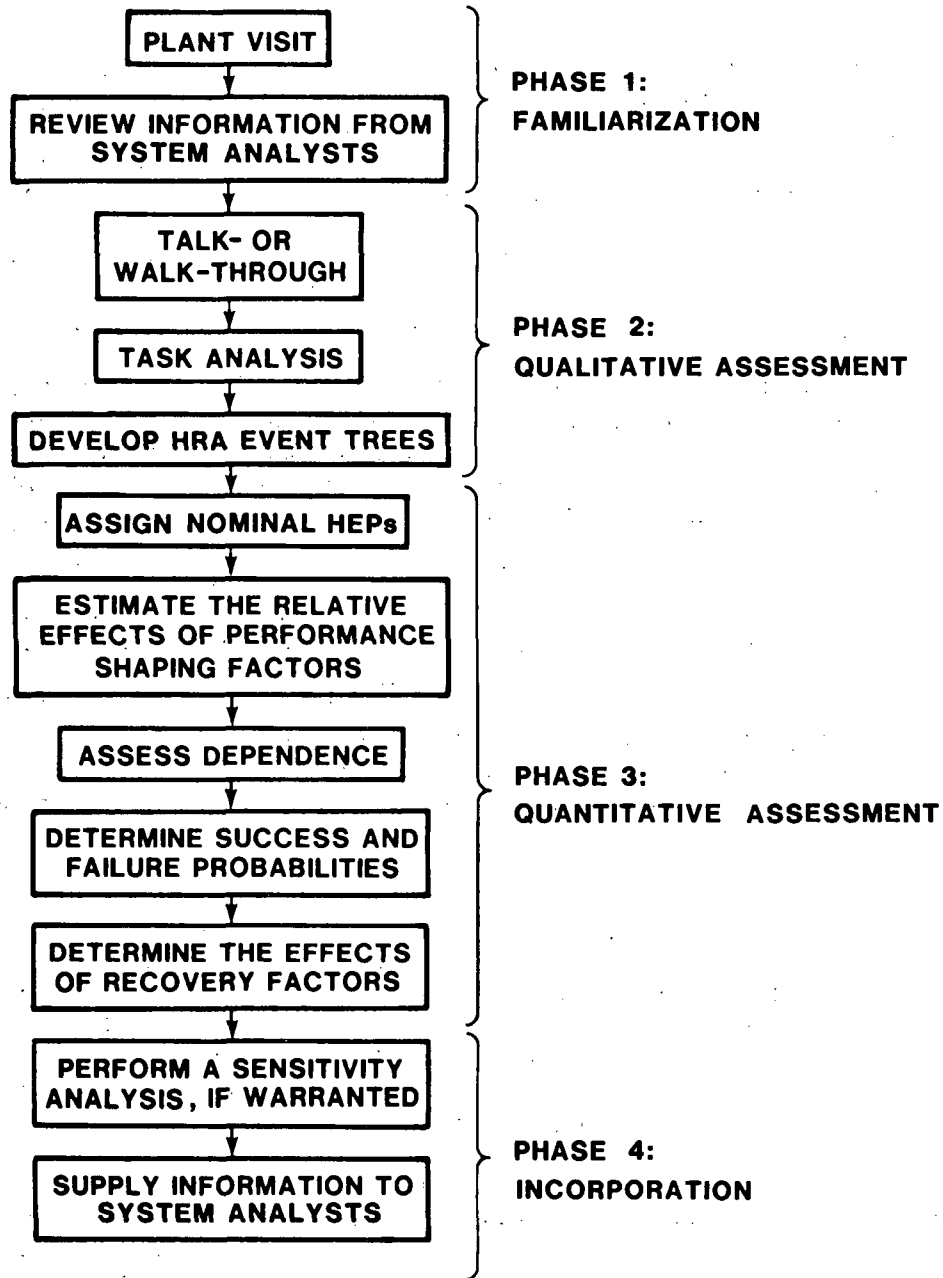 PLANT VISIT
PHASE 1:
FAMILIARIZATION
REVIEW INFORMATION FROM
SYSTEM ANALYSTS
TALK- OR
WALK-THROUGH
TASK ANALYSIS
DEVELOP HRA EVENT TREES
PHASE 2:
QUALITATIVE ASSESSMENT
ASSIGN NOMINAL HEPs
ESTIMATE THE RELATIVE
EFFECTS OF PERFORMANCE
SHAPING FACTORS
ASSESS DEPENDENCE
DETERMINE SUCCESS AND
FAILURE PROBABILITIES
DETERMINE THE EFFECTS
OF RECOVERY FACTORS
PHASE 3:
QUANTITATIVE ASSESSMENT
PERFORM A SENSITIVITY
ANALYSIS, IF WARRANTED
SUPPLY INFORMATION TO
SYSTEM ANALYSTS
PHASE 4:
INCORPORATION